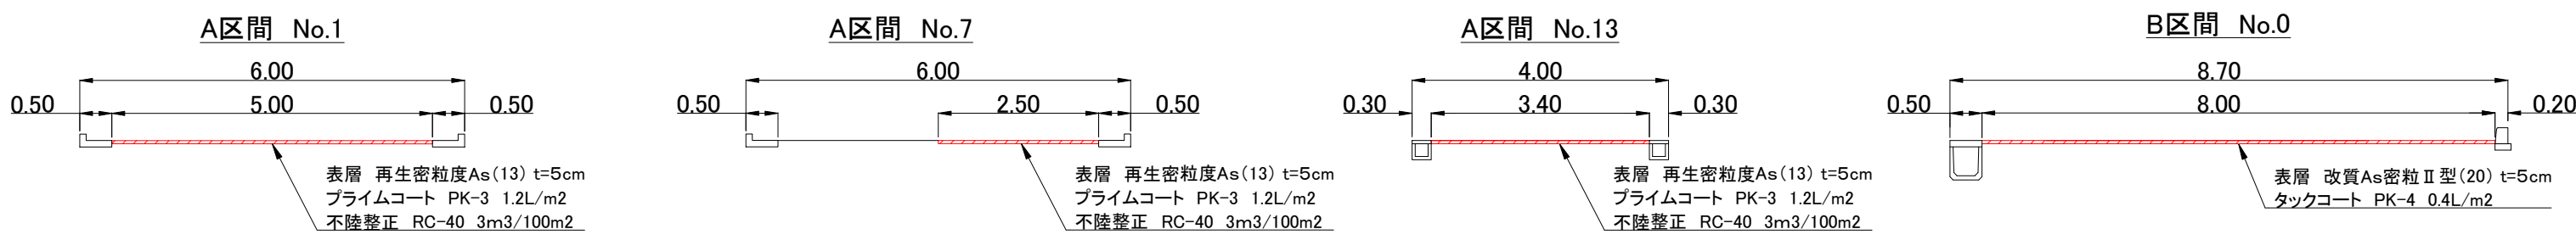 A区間 No.1
6.00
0.50 5.00 0.50
表層 再生密粒度As(13) t=5cm
プライムコート PK-3 1.2L/m2
不陸整正 RC-40 3m3/100m2
A区間 No.7
6.00
0.50 2.50 0.50
表層 再生密粒度As(13) t=5cm
プライムコート PK-3 1.2L/m2
不陸整正 RC-40 3m3/100m2
A区間 No.13
4.00
0.30 3.40 0.30
表層 再生密粒度As(13) t=5cm
プライムコート PK-3 1.2L/m2
不陸整正 RC-40 3m3/100m2
B区間 No.0
8.70
0.50 8.00 0.20
表層 改質As密粒Ⅱ型(20) t=5cm
タックコート PK-4 0.4L/m2